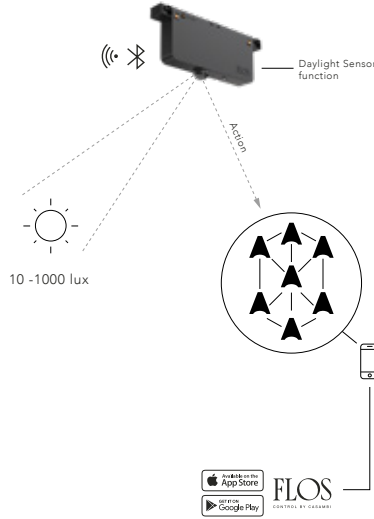 Daylight Sensor
function
Action
10 -1000 lux
Available on the
App Store
GET IT ON
Google Play
FLOS
CONTROL BY CASAMBI